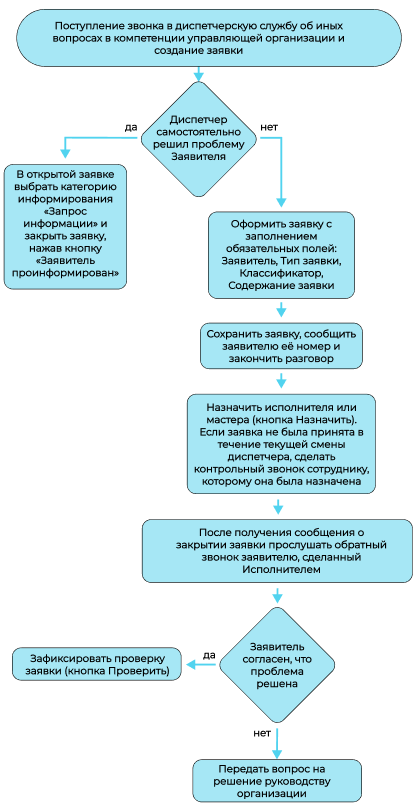 Поступление звонка в диспетчерскую службу об иных
вопросах в компетенции управляющей организации и
создание заявки
Диспетчер
самостоятельно
решил проблему
Заявителя
да
нет
В открытой заявке
выбрать категорию
информирования
«Запрос
информации» и
закрыть заявку,
нажав кнопку
«Заявитель
проинформирован»
Оформить заявку с
заполнением
обязательных полей:
Заявитель, Тип заявки,
Классификатор,
Содержание заявки
Сохранить заявку, сообщить
заявителю её номер и
закончить разговор
Назначить исполнителя или
мастера (кнопка Назначить).
Если заявка не была принята в
течение текущей смены
диспетчера, сделать
контрольный звонок сотруднику,
которому она была назначена
После получения сообщения о
закрытии заявки прослушать обратный
звонок заявителю, сделанный
Исполнителем
Заявитель
согласен, что
проблема
решена
да
Зафиксировать проверку
заявки (кнопка Проверить)
нет
Передать вопрос на
решение руководству
организации